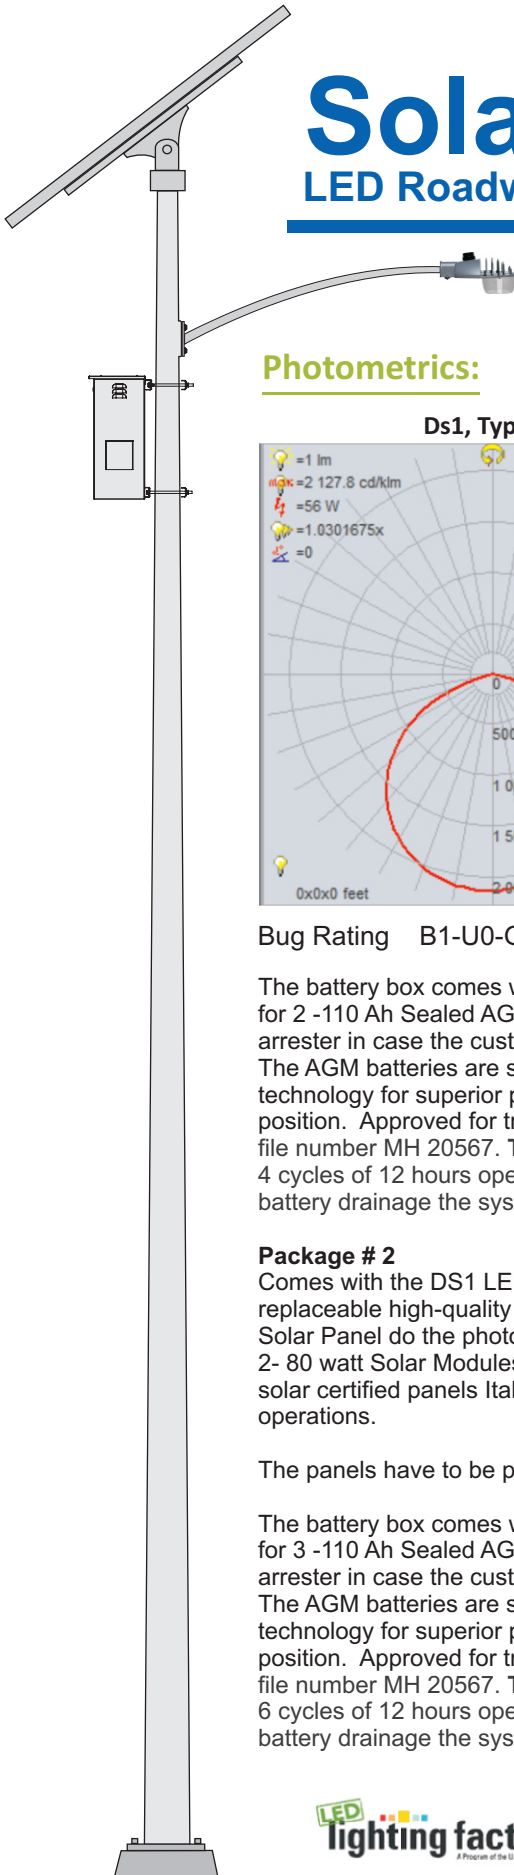 Sola
LED Roadw
Photometrics:
Ds1, Typ
=1 lm
=2 127.8 cd/klm
=56 W
=1.0301675x
=0
0
500
1 0
1 5
2 0
0x0x0 feet
Bug Rating B1-U0-G
The battery box comes w
for 2 -110 Ah Sealed AG
arrester in case the cust
The AGM batteries are s
technology for superior p
position. Approved for tr
file number MH 20567. T
4 cycles of 12 hours ope
battery drainage the sys
Package # 2
Comes with the DS1 LE
replaceable high-quality
Solar Panel do the photo
2- 80 watt Solar Modules
solar certified panels Ital
operations.
The panels have to be p
The battery box comes w
for 3 -110 Ah Sealed AG
arrester in case the cust
The AGM batteries are s
technology for superior p
position. Approved for tr
file number MH 20567. T
6 cycles of 12 hours ope
battery drainage the sys
LED
lighting fact
A Program of the U